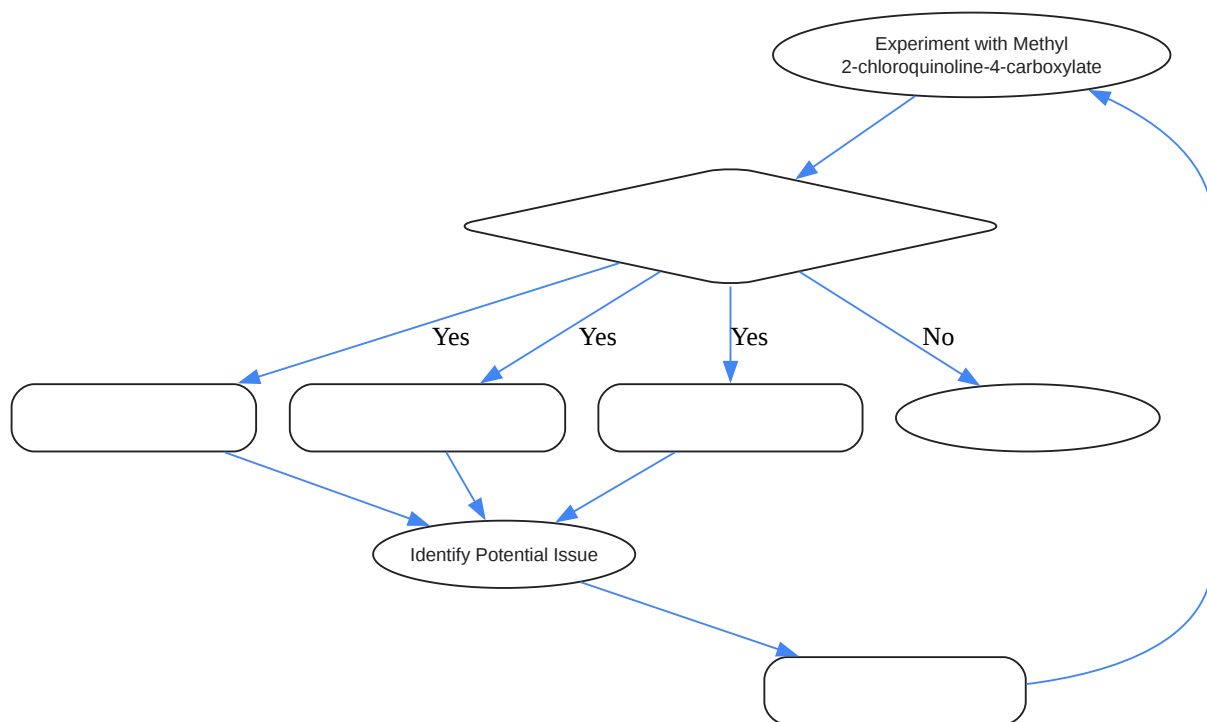 Experiment with Methyl
2-chloroquinoline-4-carboxylate
Yes
Yes
Yes
No
Identify Potential Issue